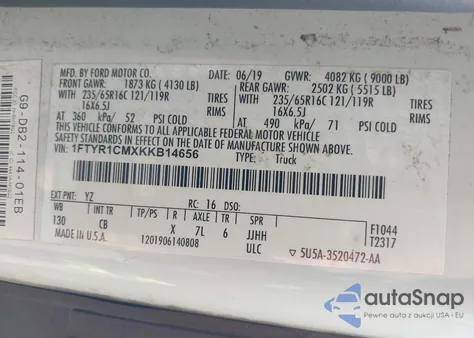 MFD. BY FORD MOTOR CO.
06/19 GVWR: 4082 KG ( 9000 LB)
FRONT GAWR: 1873 KG ( 4130 LB) REAR GAWR: 2502 KG ( 5515 LB)
WITH 235/65R16C 121/119R TIRES WITH 235/65R16C 121/119R TIRES
16X6.5J RIMS 16X6.5J RIMS
AT 360 kPa/ 52 PSI COLD AT 490 kPa/ 71 PSI COLD
THIS VEHICLE CONFORMS TO ALL APPLICABLE FEDERAL MOTOR VEHICLE
SAFETY STANDARDS IN EFFECT ON THE DATE OF MANUFACTURE SHOWN ABOVE.
VIN: 1FTYR1CMXKKB14656
TYPE: Truck
EXT PNT: YZ RC: 16 DSO:
WB INT TR TP/PS R AXLE TR SPR F1044
130 CB X 7L 6 JJHH T2317
MADE IN U.S.A. 1201906140808 ULC 5U5A-3520472-AA
GB-DB2-114-01EB
autoSnap
Pewne auta z aukcji USA i EU